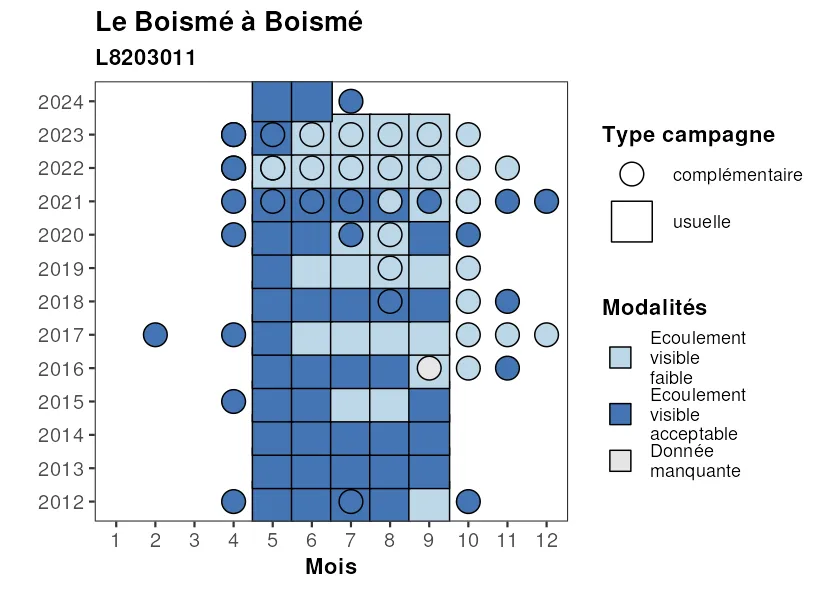 Le Boismé à Boismé
L8203011
2024
2023
2022
2021
2020
2019
2018
2017
2016
2015
2014
2013
2012
1 2 3 4 5 6 7 8 9 10 11 12
Mois
Type campagne
complémentaire
usuelle
Modalités
Ecoulement
visible
faible
Ecoulement
visible
acceptable
Donnée
manquante